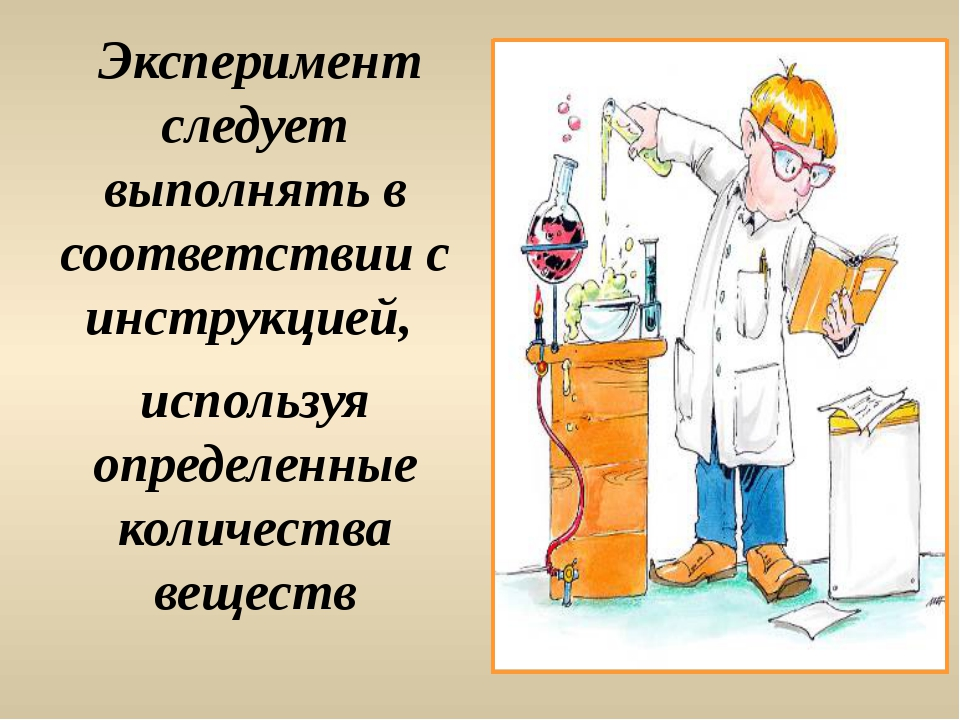 Эксперимент
следует
выполнять в
соответствии с
инструкцией,
используя
определенные
количества
веществ